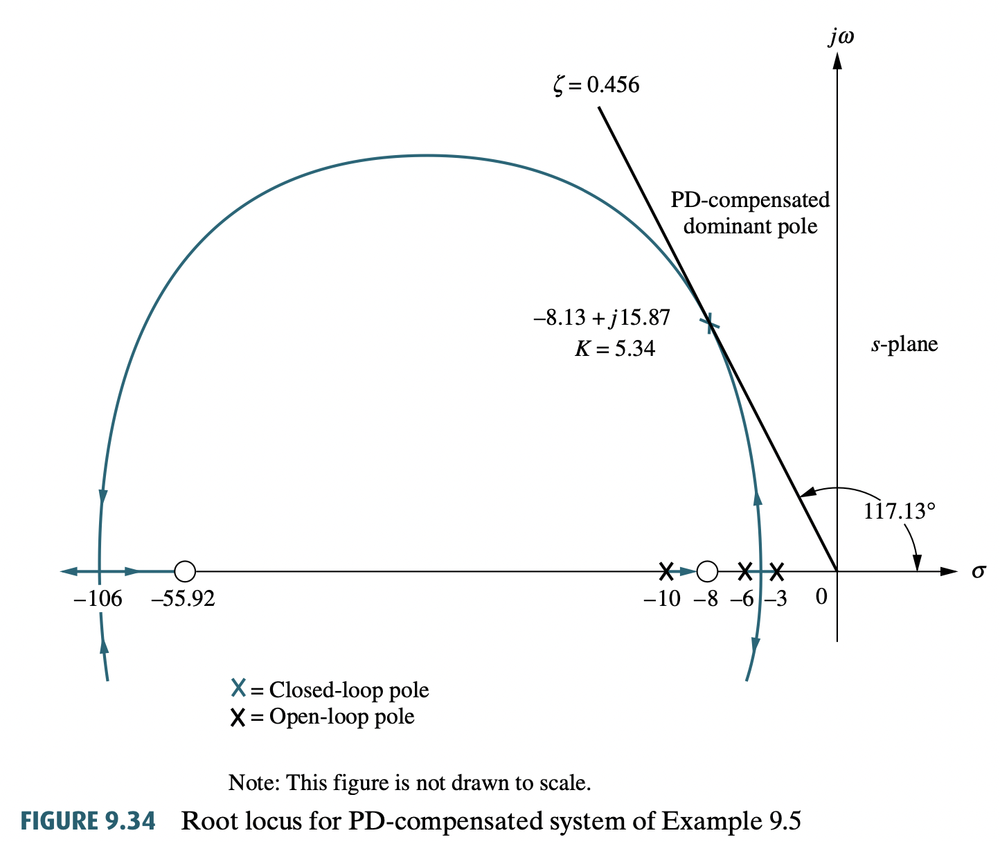 jω
ζ = 0.456
PD-compensated
dominant pole
–8.13 + j15.87
K = 5.34
s-plane
117.13°
σ
–106
–55.92
–10
–8
–6
–3
0
X = Closed-loop pole
X = Open-loop pole
Note: This figure is not drawn to scale.
FIGURE 9.34 Root locus for PD-compensated system of Example 9.5